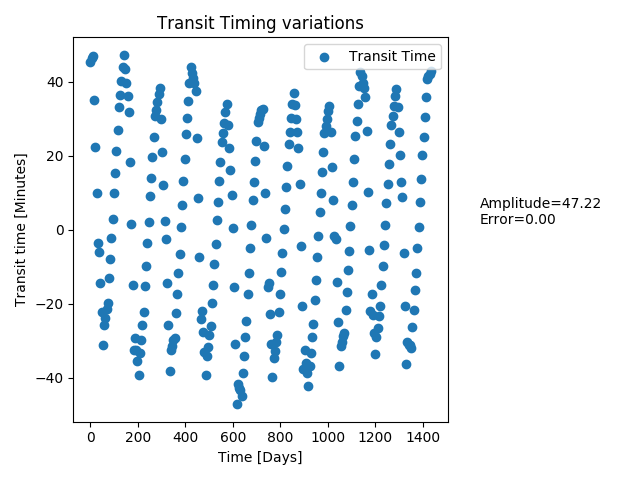 Transit Timing variations
Transit Time
40
20
0
−20
−40
Transit time [Minutes]
Amplitude=47.22
Error=0.00
0 200 400 600 800 1000 1200 1400
Time [Days]